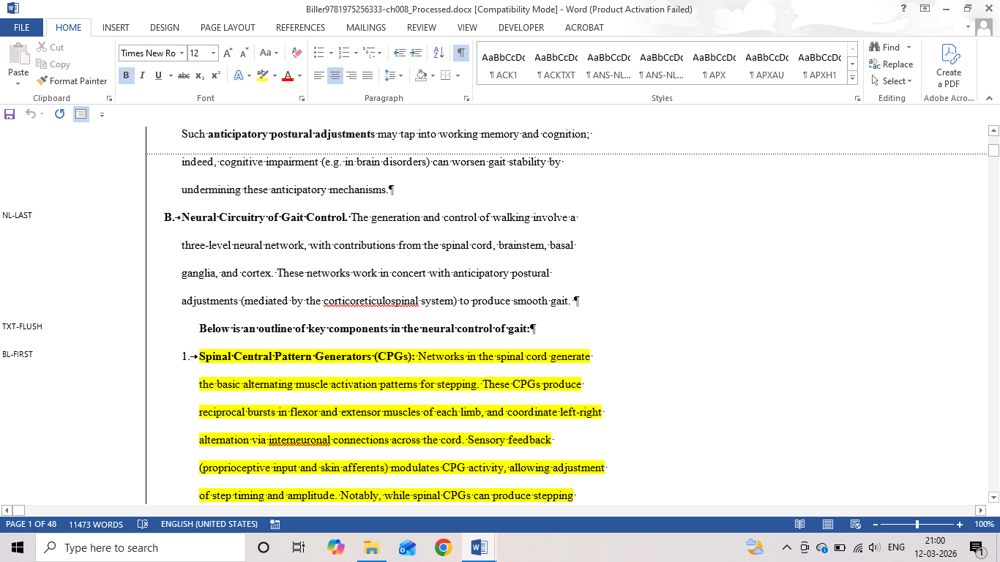 Biller9781975256333-ch008_Processed.docx [Compatibility Mode] - Word (Product Activation Failed)
FILE HOME INSERT DESIGN PAGE LAYOUT REFERENCES MAILINGS REVIEW VIEW DEVELOPER ACROBAT
Paste
Cut
Copy
Format Painter
Clipboard
Times New Ro 12
Font
Paragraph
AaBbCcDc AaBbCcDc AaBbCcDc AaBbCcDc AaBbCcDc AaBbCcDc AaBbCcDc
¶ ACK1 ¶ ACKTXT ¶ ANS-NL... ¶ ANS-NL... ¶ APX ¶ APXAU ¶ APXH1
Styles
Find
Replace
Select
Editing
Create
a PDF
Adobe Acro...
Such anticipatory postural adjustments may tap into working memory and cognition;
indeed, cognitive impairment (e.g. in brain disorders) can worsen gait stability by
undermining these anticipatory mechanisms.¶
NL-LAST
B.→Neural Circuitry of Gait Control. The generation and control of walking involve a
three-level neural network, with contributions from the spinal cord, brainstem, basal
ganglia, and cortex. These networks work in concert with anticipatory postural
adjustments (mediated by the corticoreticulospinal system) to produce smooth gait. ¶
TXT-FLUSH
Below is an outline of key components in the neural control of gait:¶
BL-FIRST
1.→Spinal Central Pattern Generators (CPGs): Networks in the spinal cord generate
the basic alternating muscle activation patterns for stepping. These CPGs produce
reciprocal bursts in flexor and extensor muscles of each limb, and coordinate left-right
alternation via interneuronal connections across the cord. Sensory feedback
(proprioceptive input and skin afferents) modulates CPG activity, allowing adjustment
of step timing and amplitude. Notably, while spinal CPGs can produce stepping
PAGE 1 OF 48 11473 WORDS ENGLISH (UNITED STATES) 100%
Type here to search
ENG
21:00
12-03-2026
1